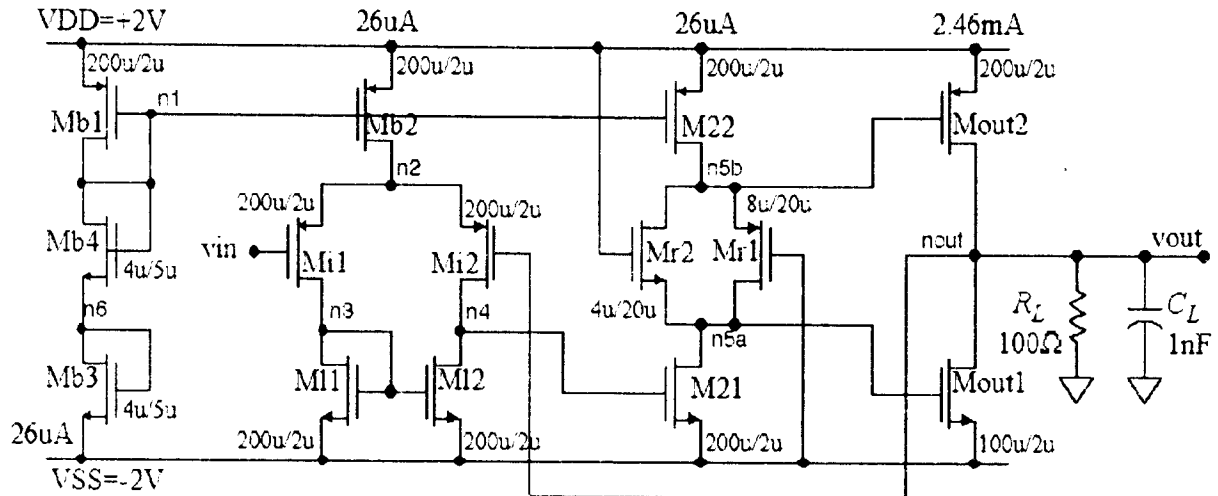 VDD=+2V 26uA 26uA 2.46mA
200u/2u 200u/2u 200u/2u 200u/2u
n1
Mb1 Mb2 M22 Mout2
n2 n5b
200u/2u 200u/2u 8u/20u
Mb4 vin Mi1 Mi2 Mr2 Mr1 nout vout
4u/5u
n6 n3 n4 4u/20u n5a
R_L 100Ω C_L 1nF
Mb3 Ml1 Ml2 M21 Mout1
4u/5u
26uA 200u/2u 200u/2u 200u/2u 100u/2u
VSS=-2V